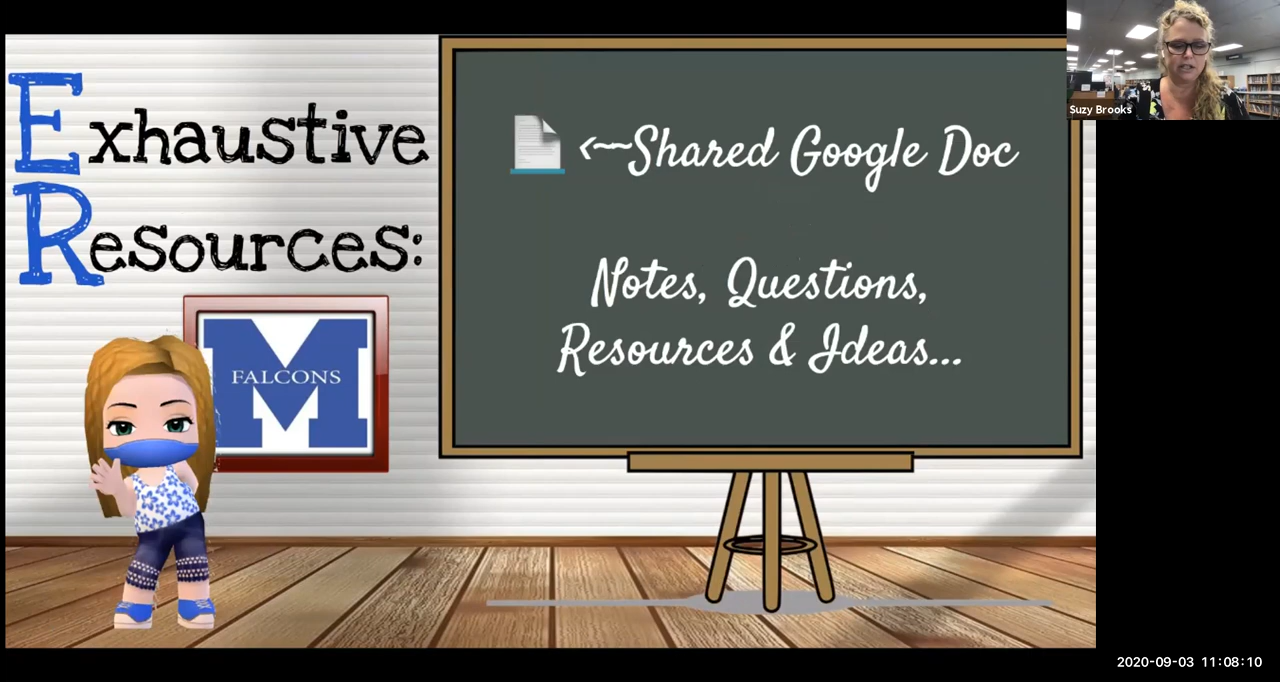 Exhaustive
Resources:
FALCONS
<~~Shared Google Doc
Notes, Questions,
Resources & Ideas...
Suzy Brooks
2020-09-03 11:08:10